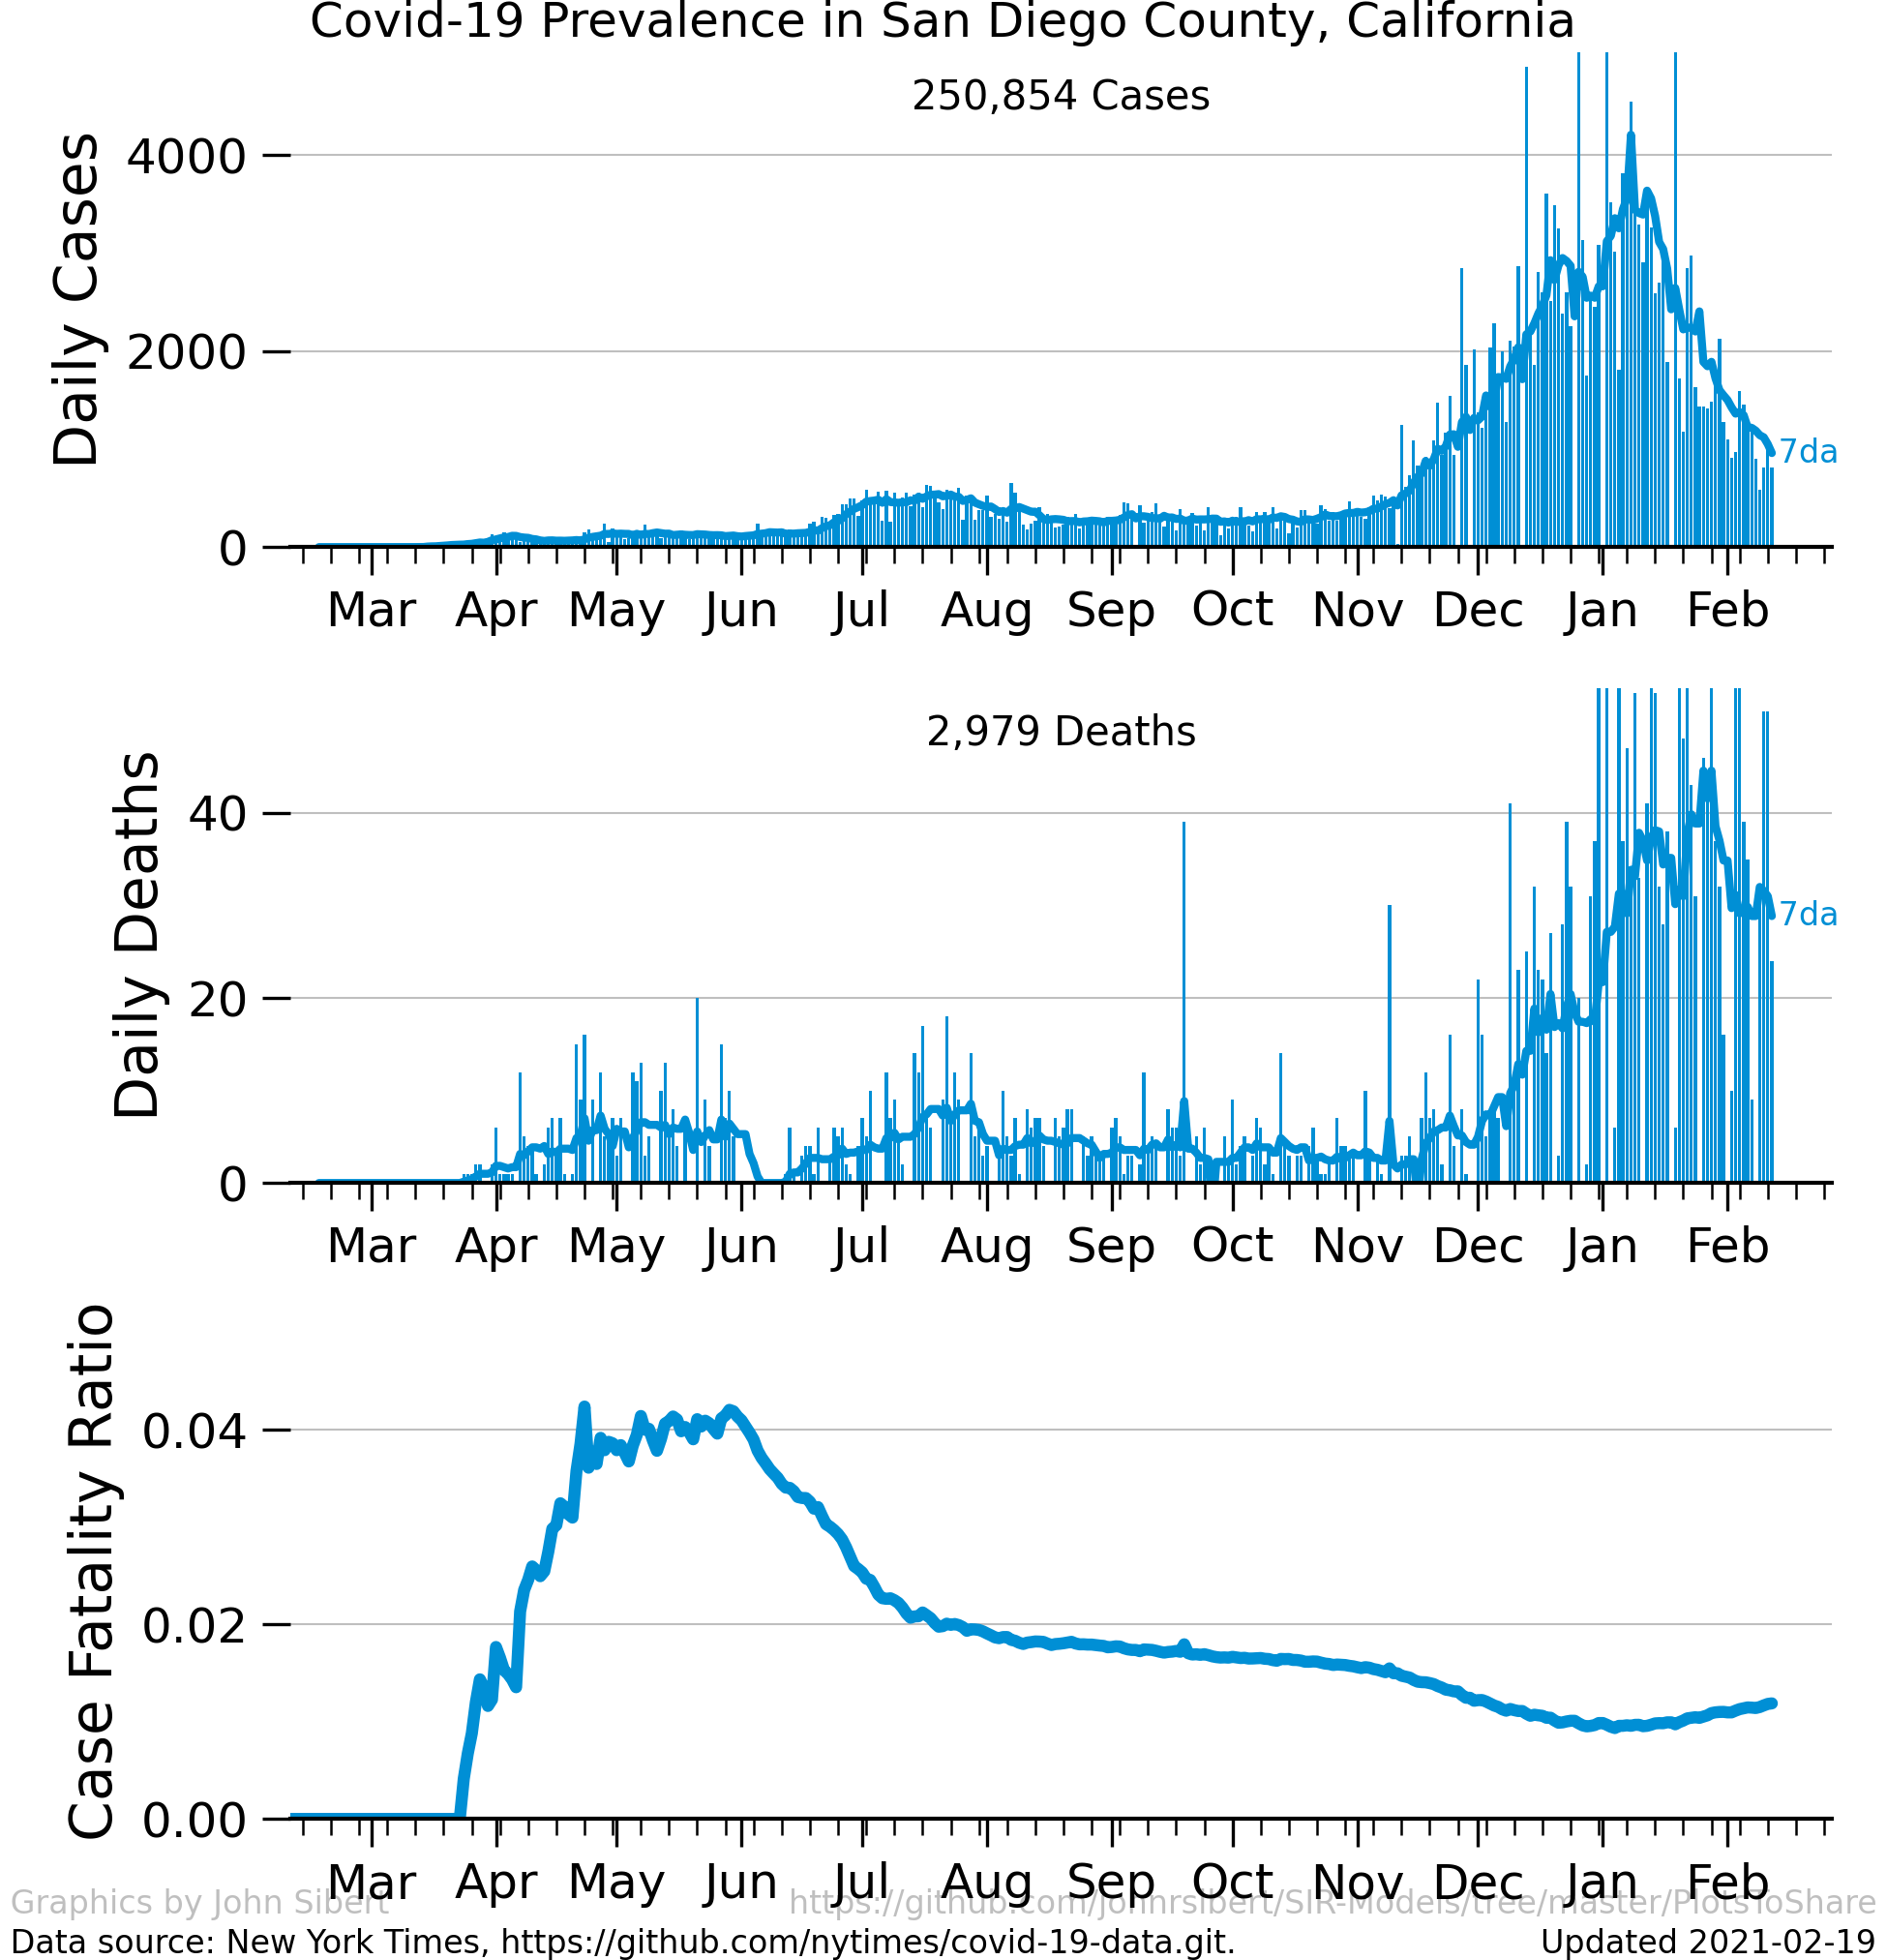 Covid-19 Prevalence in San Diego County, California
250,854 Cases
Daily Cases
4000
2000
0
7da
Mar Apr May Jun Jul Aug Sep Oct Nov Dec Jan Feb
2,979 Deaths
Daily Deaths
40
20
0
7da
Mar Apr May Jun Jul Aug Sep Oct Nov Dec Jan Feb
Case Fatality Ratio
0.04
0.02
0.00
Mar Apr May Jun Jul Aug Sep Oct Nov Dec Jan Feb
Graphics by John Sibert https://github.com/johnrsibert/SIR-Models/tree/master/PlotsToShare
Data source: New York Times, https://github.com/nytimes/covid-19-data.git. Updated 2021-02-19